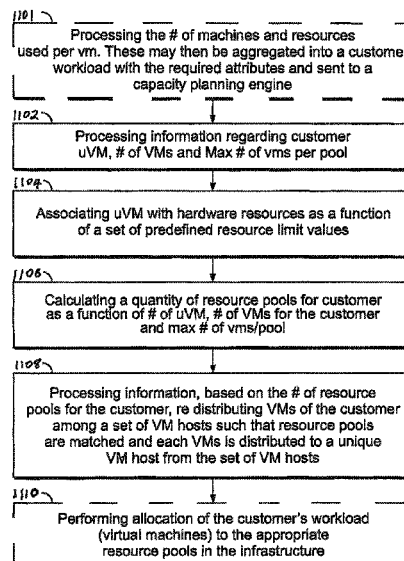 1101
Processing the # of machines and resources
used per vm. These may then be aggregated into a custome
workload with the required attributes and sent to a
capacity planning engine
1102
Processing information regarding customer
uVM, # of VMs and Max # of vms per pool
1104
Associating uVM with hardware resources as a function
of a set of predefined resource limit values
1106
Calculating a quantity of resource pools for customer
as a function of # of uVM, # of VMs for the customer
and max # of vms/pool
1108
Processing information, based on the # of resource
pools for the customer, re distributing VMs of the customer
among a set of VM hosts such that resource pools
are matched and each VMs is distributed to a unique
VM host from the set of VM hosts
1110
Performing allocation of the customer's workload
(virtual machines) to the appropriate
resource pools in the infrastructure